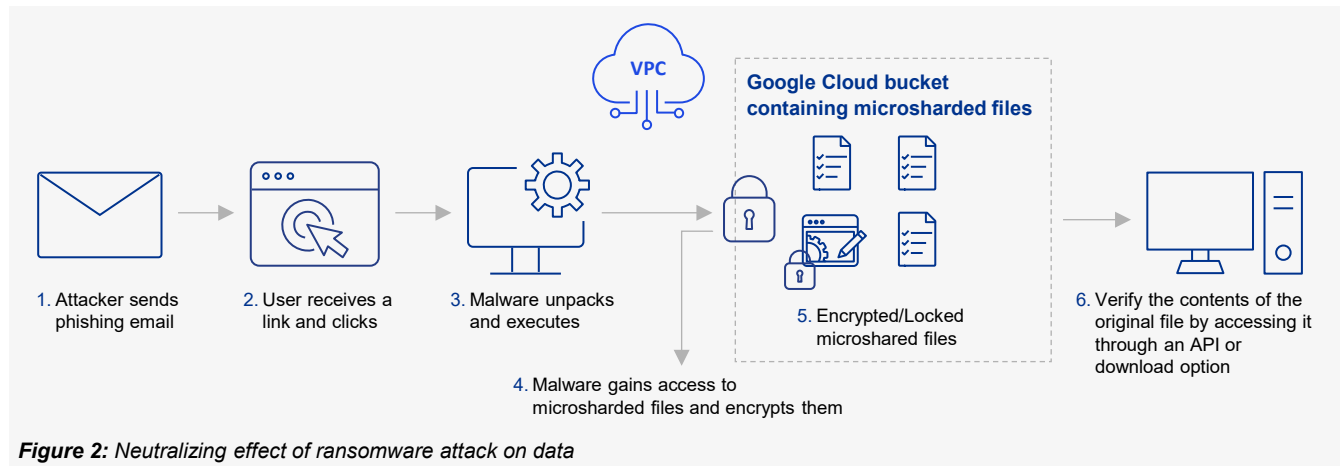 VPC
Google Cloud bucket
containing microsharded files
1. Attacker sends
phishing email
2. User receives a
link and clicks
3. Malware unpacks
and executes
4. Malware gains access to
microsharded files and encrypts them
5. Encrypted/Locked
microshared files
6. Verify the contents of the
original file by accessing it
through an API or
download option
Figure 2: Neutralizing effect of ransomware attack on data